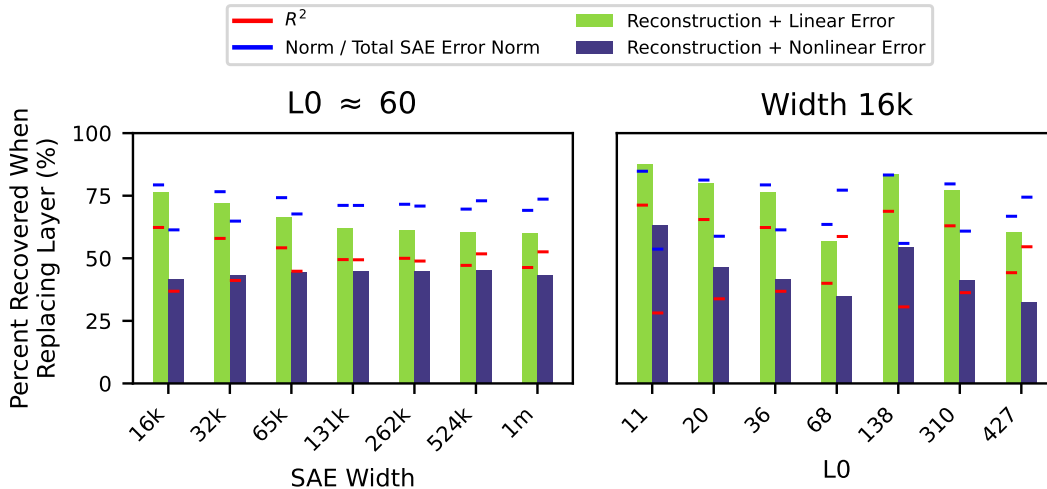 R²
Norm / Total SAE Error Norm
Reconstruction + Linear Error
Reconstruction + Nonlinear Error
L0 ≈ 60
Width 16k
Percent Recovered When
Replacing Layer (%)
100
75
50
25
0
16k
32k
65k
131k
262k
524k
1m
SAE Width
11
20
36
68
138
310
427
L0